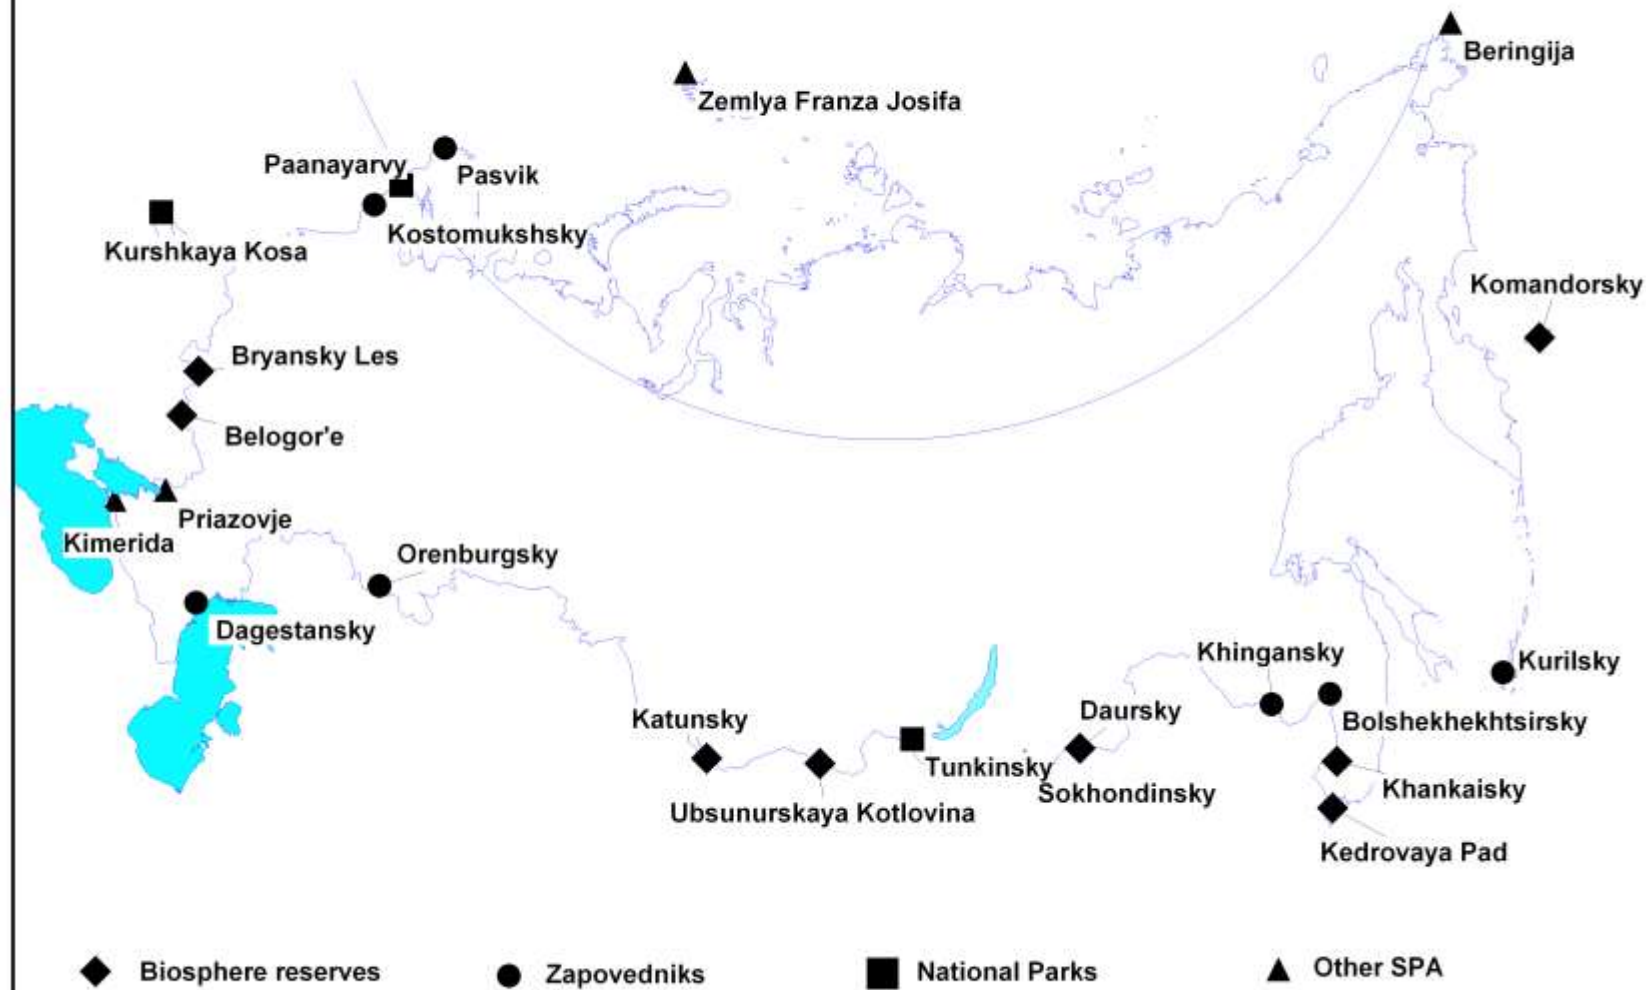 Beringija
Zemlya Franza Josifa
Paanayarvy
Pasvik
Kostomukshsky
Kurshkaya Kosa
Komandorsky
Bryansky Les
Belogor'e
Priazovje
Kimerida
Orenburgsky
Dagestansky
Khingansky
Kurilsky
Katunsky
Daursky
Bolshekhekhtsirsky
Tunkinsky
Sokhondinsky
Khankaisky
Ubsunurskaya Kotlovina
Kedrovaya Pad
Biosphere reserves
Zapovedniks
National Parks
Other SPA